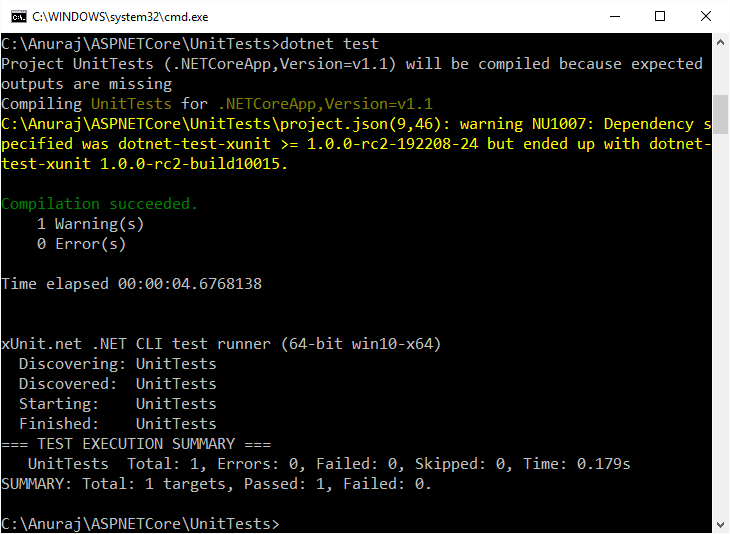 C:\WINDOWS\system32\cmd.exe
C:\Anuraj\ASPNETCore\UnitTests>dotnet test
Project UnitTests (.NETCoreApp,Version=v1.1) will be compiled because expected
outputs are missing
Compiling UnitTests for .NETCoreApp,Version=v1.1
C:\Anuraj\ASPNETCore\UnitTests\project.json(9,46): warning NU1007: Dependency s
pecified was dotnet-test-xunit >= 1.0.0-rc2-192208-24 but ended up with dotnet-
test-xunit 1.0.0-rc2-build10015.
Compilation succeeded.
    1 Warning(s)
    0 Error(s)
Time elapsed 00:00:04.6768138
xUnit.net .NET CLI test runner (64-bit win10-x64)
  Discovering: UnitTests
  Discovered:  UnitTests
  Starting:    UnitTests
  Finished:    UnitTests
=== TEST EXECUTION SUMMARY ===
   UnitTests  Total: 1, Errors: 0, Failed: 0, Skipped: 0, Time: 0.179s
SUMMARY: Total: 1 targets, Passed: 1, Failed: 0.
C:\Anuraj\ASPNETCore\UnitTests>